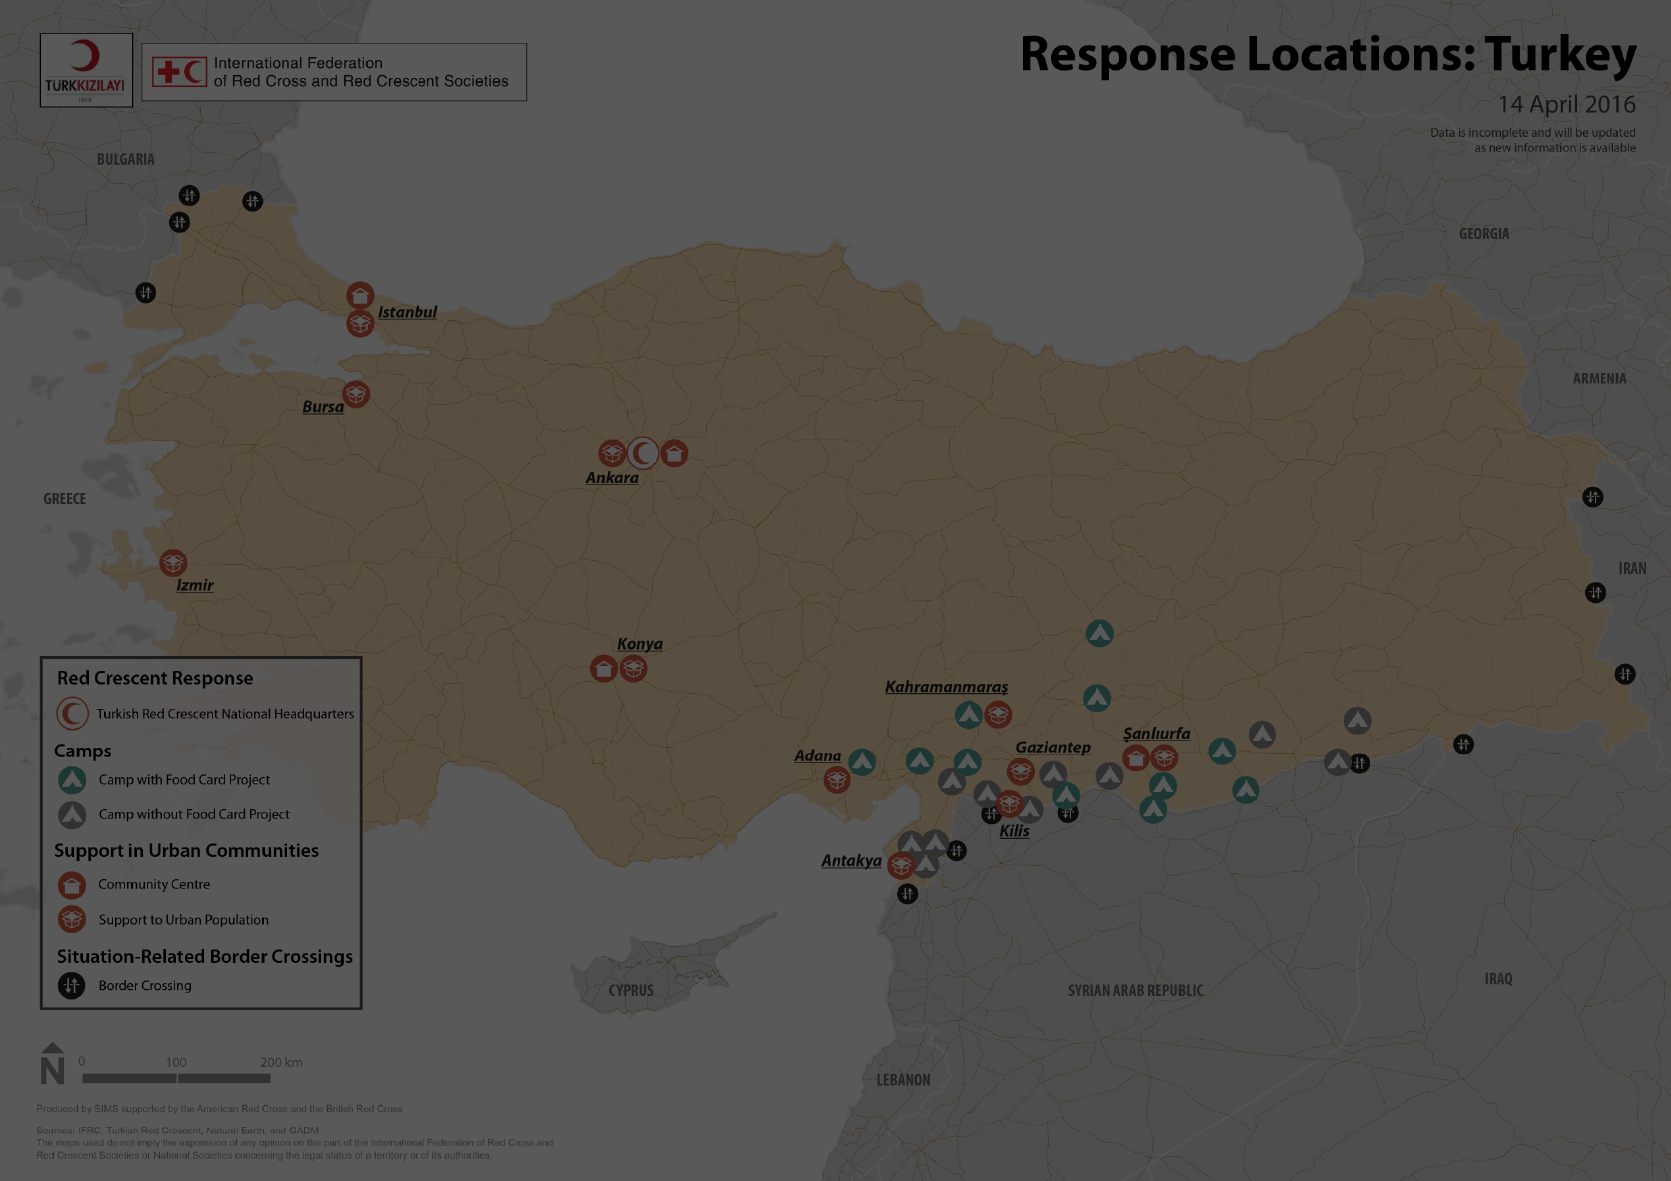 TÜRKKIZILAYI
1868
International Federation
of Red Cross and Red Crescent Societies
Response Locations: Turkey
14 April 2016
Data is incomplete and will be updated
as new information is available
BULGARIA
GEORGIA
Istanbul
ARMENIA
Bursa
Ankara
GREECE
IRAN
Izmir
Konya
Kahramanmaraş
Şanlıurfa
Gaziantep
Adana
Kilis
Antakya
Red Crescent Response
Turkish Red Crescent National Headquarters
Camps
Camp with Food Card Project
Camp without Food Card Project
Support in Urban Communities
Community Centre
Support to Urban Population
Situation-Related Border Crossings
Border Crossing
CYPRUS
SYRIAN ARAB REPUBLIC
IRAQ
LEBANON
N
0 100 200 km
Produced by SIMS supported by the American Red Cross and the British Red Cross
Sources: IFRC, Turkish Red Crescent, Natural Earth, and GADM
The maps used do not imply the expression of any opinion on the part of the International Federation of Red Cross and
Red Crescent Societies or National Societies concerning the legal status of a territory or of its authorities.